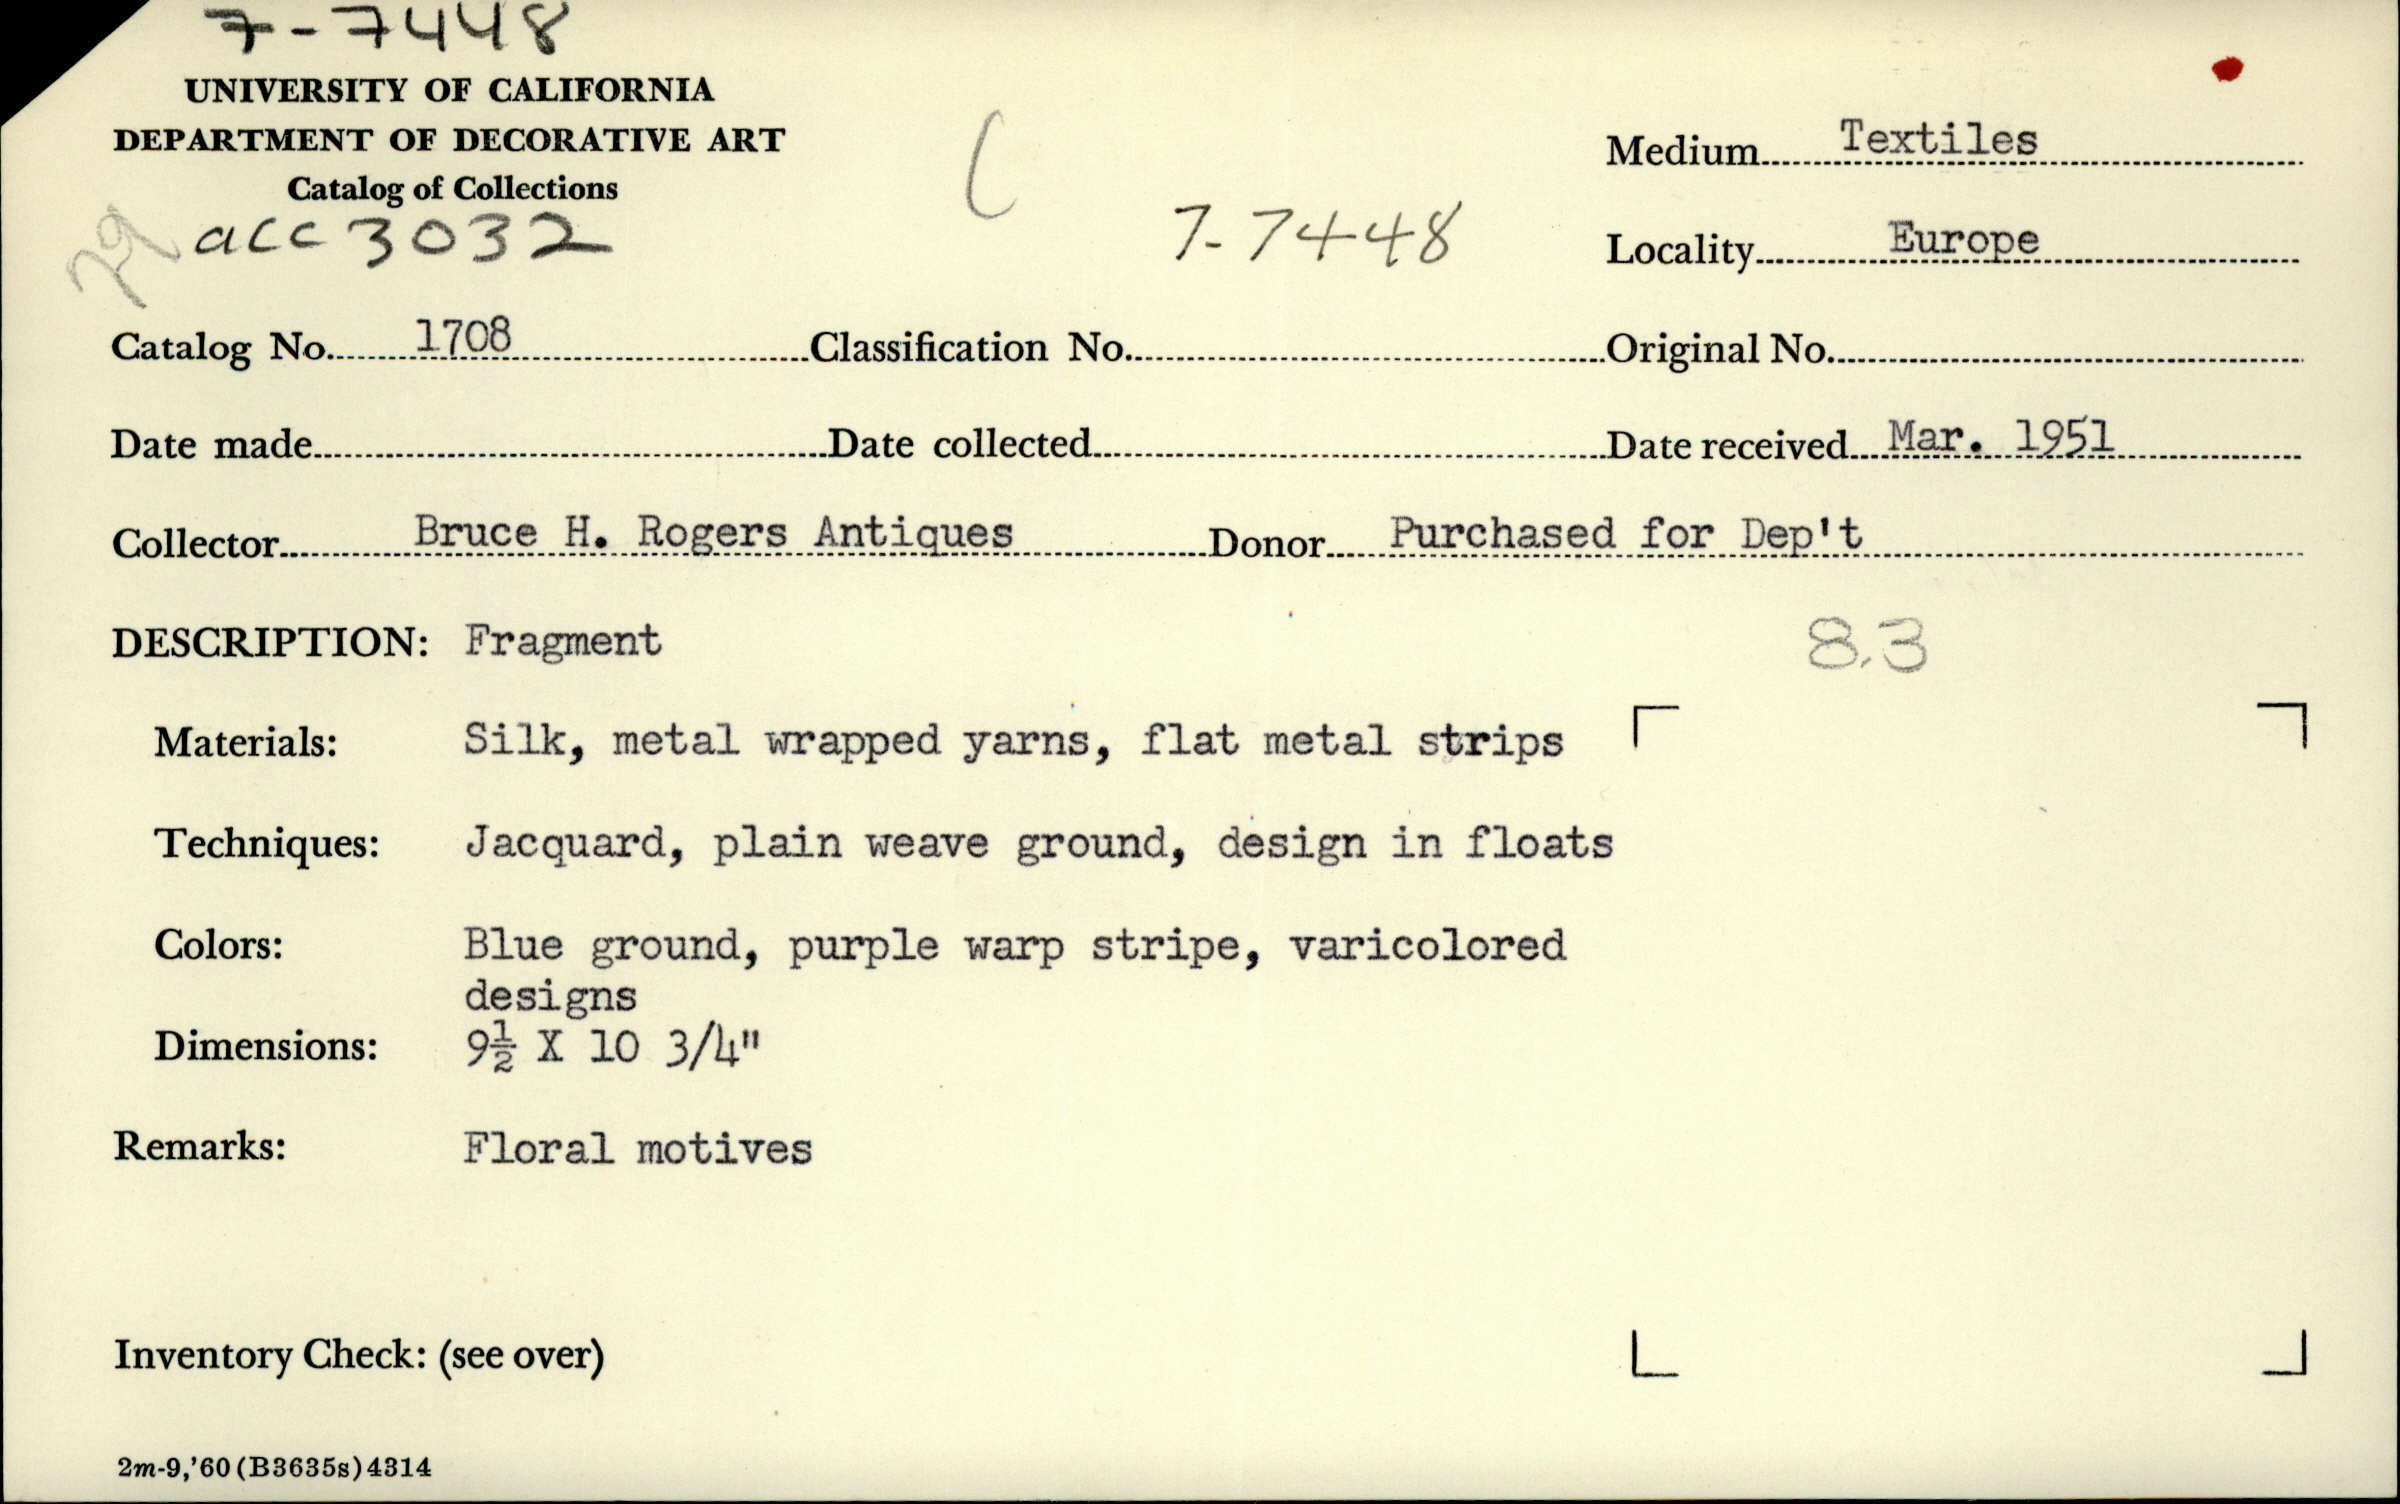 7-7448
UNIVERSITY OF CALIFORNIA
DEPARTMENT OF DECORATIVE ART
Catalog of Collections
acc 3032
7-7448
Medium Textiles
Locality Europe
Catalog No. 1708 Classification No. Original No.
Date made Date collected Date received Mar. 1951
Collector Bruce H. Rogers Antiques Donor Purchased for Dep't
DESCRIPTION: Fragment
8.3
Materials: Silk, metal wrapped yarns, flat metal strips
Techniques: Jacquard, plain weave ground, design in floats
Colors: Blue ground, purple warp stripe, varicolored
designs
Dimensions: 9½ X 10 3/4"
Remarks: Floral motives
Inventory Check: (see over)
2m-9,'60(B3635s)4314